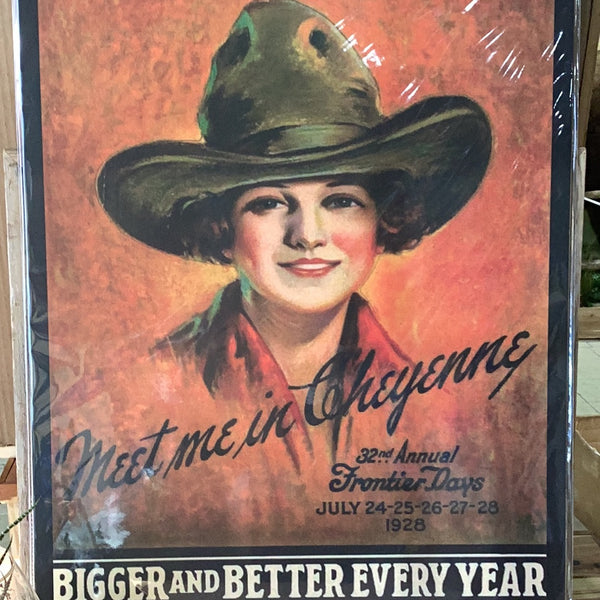 Meet me in Cheyenne
32nd Annual
Frontier Days
JULY 24-25-26-27-28
1928
BIGGER AND BETTER EVERY YEAR